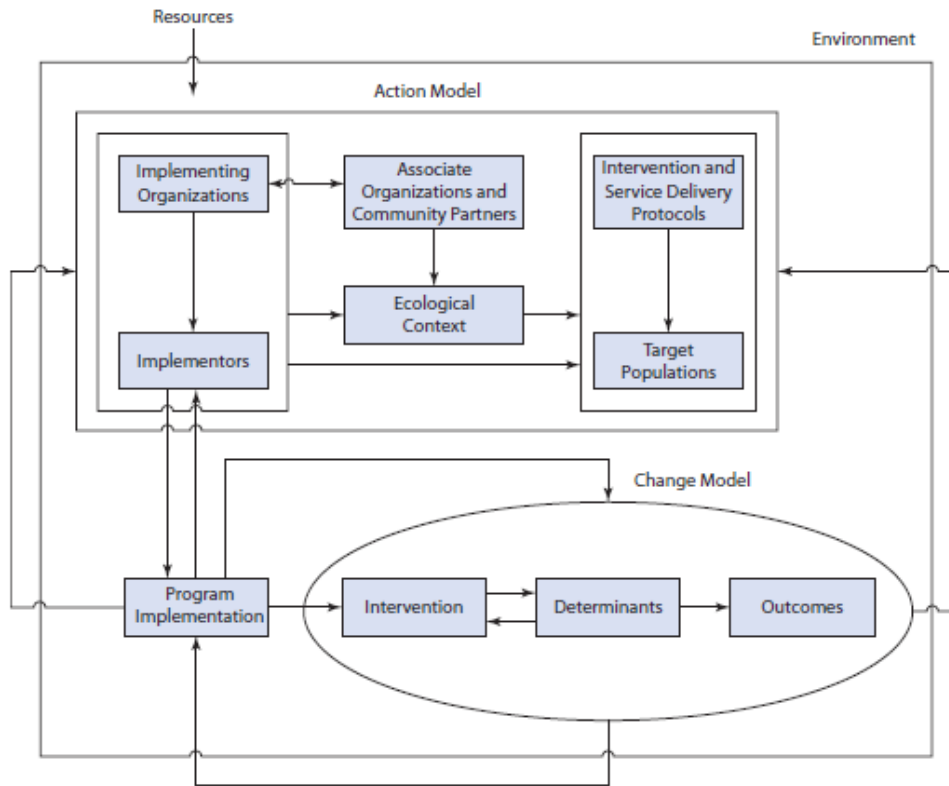 Resources
Environment
Action Model
Implementing
Organizations
Associate
Organizations and
Community Partners
Intervention and
Service Delivery
Protocols
Ecological
Context
Implementors
Target
Populations
Change Model
Program
Implementation
Intervention
Determinants
Outcomes